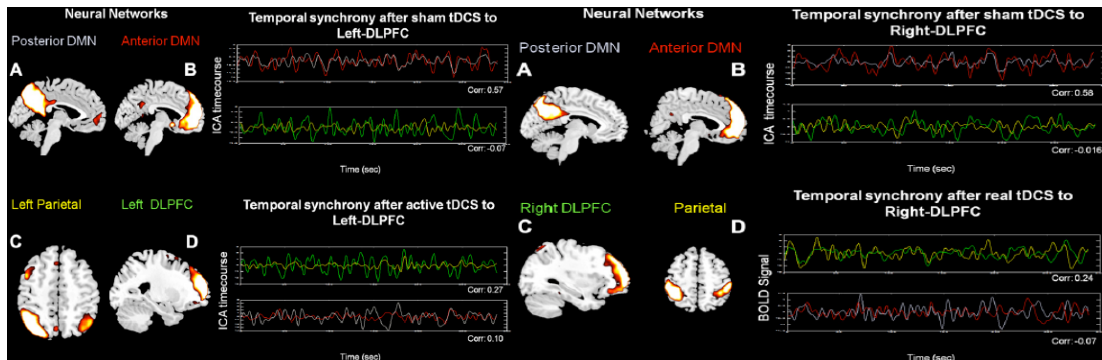 Neural Networks
Posterior DMN
Anterior DMN
A
B
Temporal synchrony after sham tDCS to
Left-DLPFC
ICA timecourse
Corr: 0.57
Corr: -0.07
Time (sec)
Left Parietal
Left DLPFC
C
D
Temporal synchrony after active tDCS to
Left-DLPFC
ICA timecourse
Corr: 0.27
Corr: 0.10
Time (sec)
Neural Networks
Posterior DMN
Anterior DMN
A
B
Temporal synchrony after sham tDCS to
Right-DLPFC
ICA timecourse
Corr: 0.58
Corr: -0.016
Time (sec)
Right DLPFC
Parietal
C
D
Temporal synchrony after real tDCS to
Right-DLPFC
BOLD Signal
Corr: 0.24
Corr: -0.07
Time (sec)